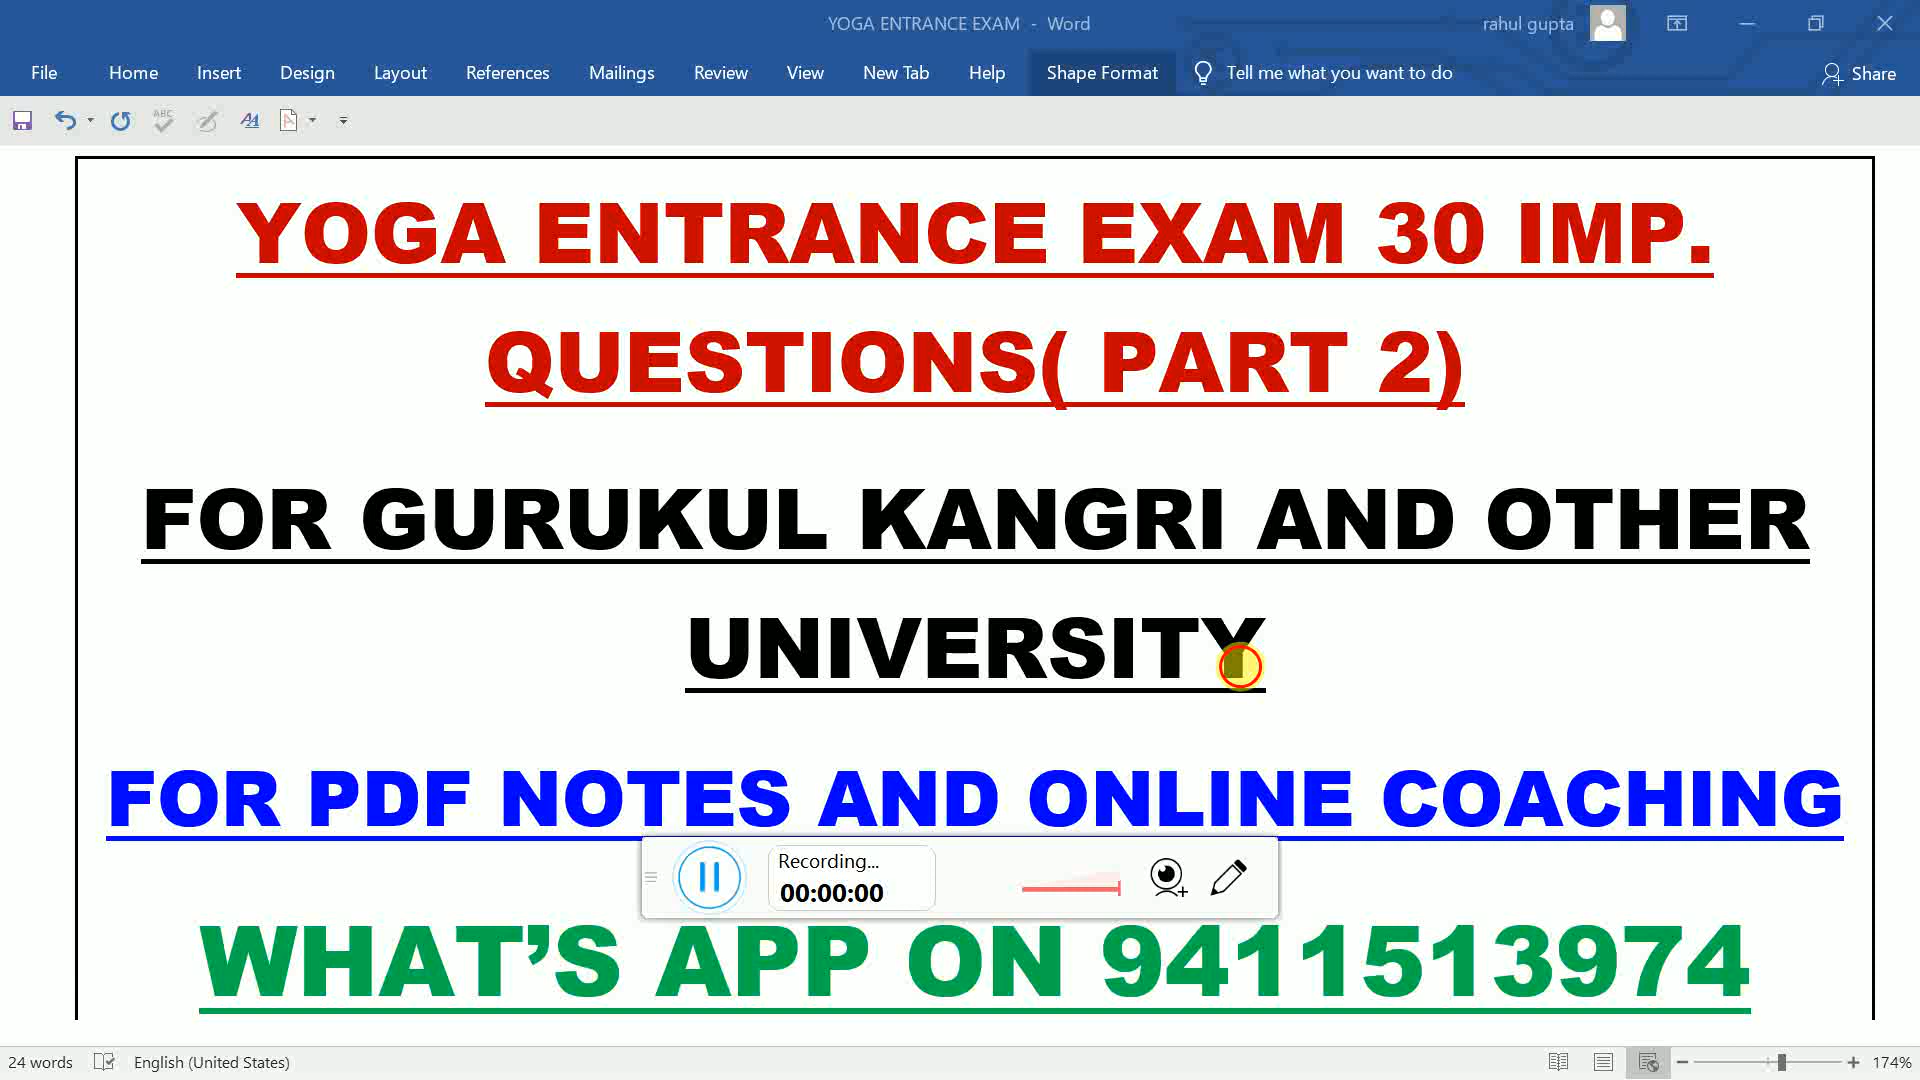 YOGA ENTRANCE EXAM - Word
rahul gupta
File Home Insert Design Layout References Mailings Review View New Tab Help Shape Format Tell me what you want to do Share
ABC
YOGA ENTRANCE EXAM 30 IMP.
QUESTIONS( PART 2)
FOR GURUKUL KANGRI AND OTHER
UNIVERSITY
FOR PDF NOTES AND ONLINE COACHING
Recording...
00:00:00
WHAT’S APP ON 9411513974
24 words English (United States) 174%